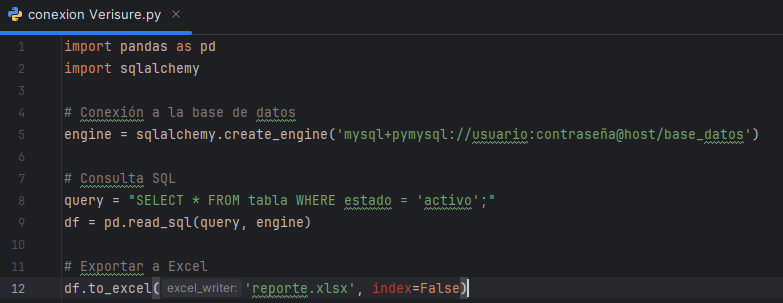 conexion Verisure.py ×
1 import pandas as pd
2 import sqlalchemy
3
4 # Conexión a la base de datos
5 engine = sqlalchemy.create_engine('mysql+pymysql://usuario:contraseña@host/base_datos')
6
7 # Consulta SQL
8 query = "SELECT * FROM tabla WHERE estado = 'activo';"
9 df = pd.read_sql(query, engine)
10
11 # Exportar a Excel
12 df.to_excel( excel_writer: 'reporte.xlsx', index=False)